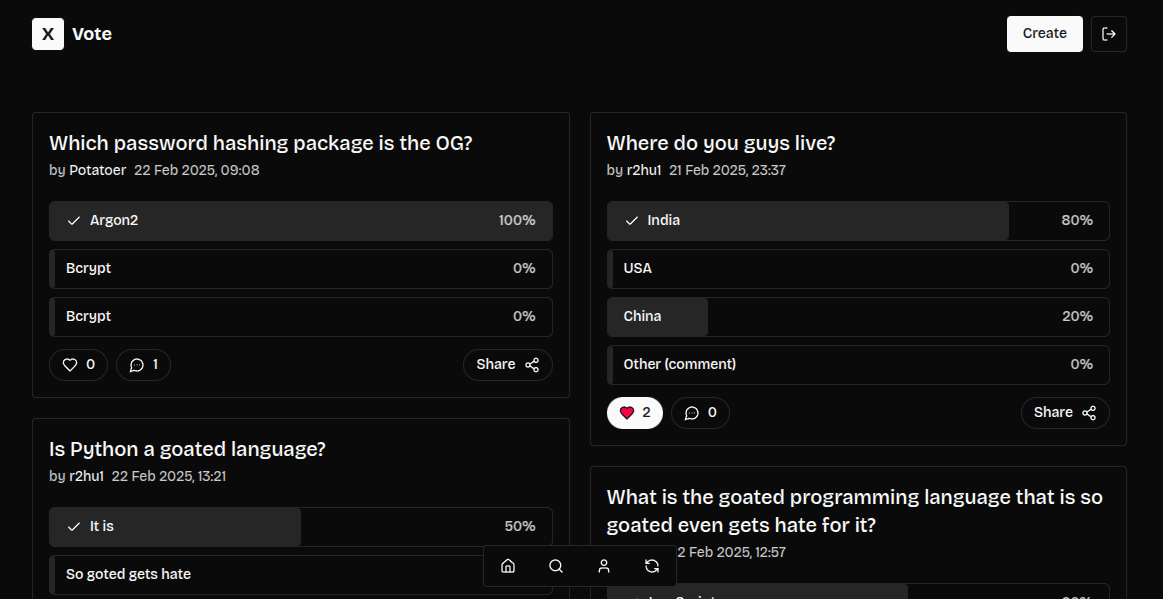 X Vote
Create
Which password hashing package is the OG?
by Potatoer 22 Feb 2025, 09:08
Argon2 100%
Bcrypt 0%
Bcrypt 0%
0 1 Share
Is Python a goated language?
by r2hu1 22 Feb 2025, 13:21
It is 50%
So goted gets hate
Where do you guys live?
by r2hu1 21 Feb 2025, 23:37
India 80%
USA 0%
China 20%
Other (comment) 0%
2 0 Share
What is the goated programming language that is so
goated even gets hate for it?
2 Feb 2025, 12:57